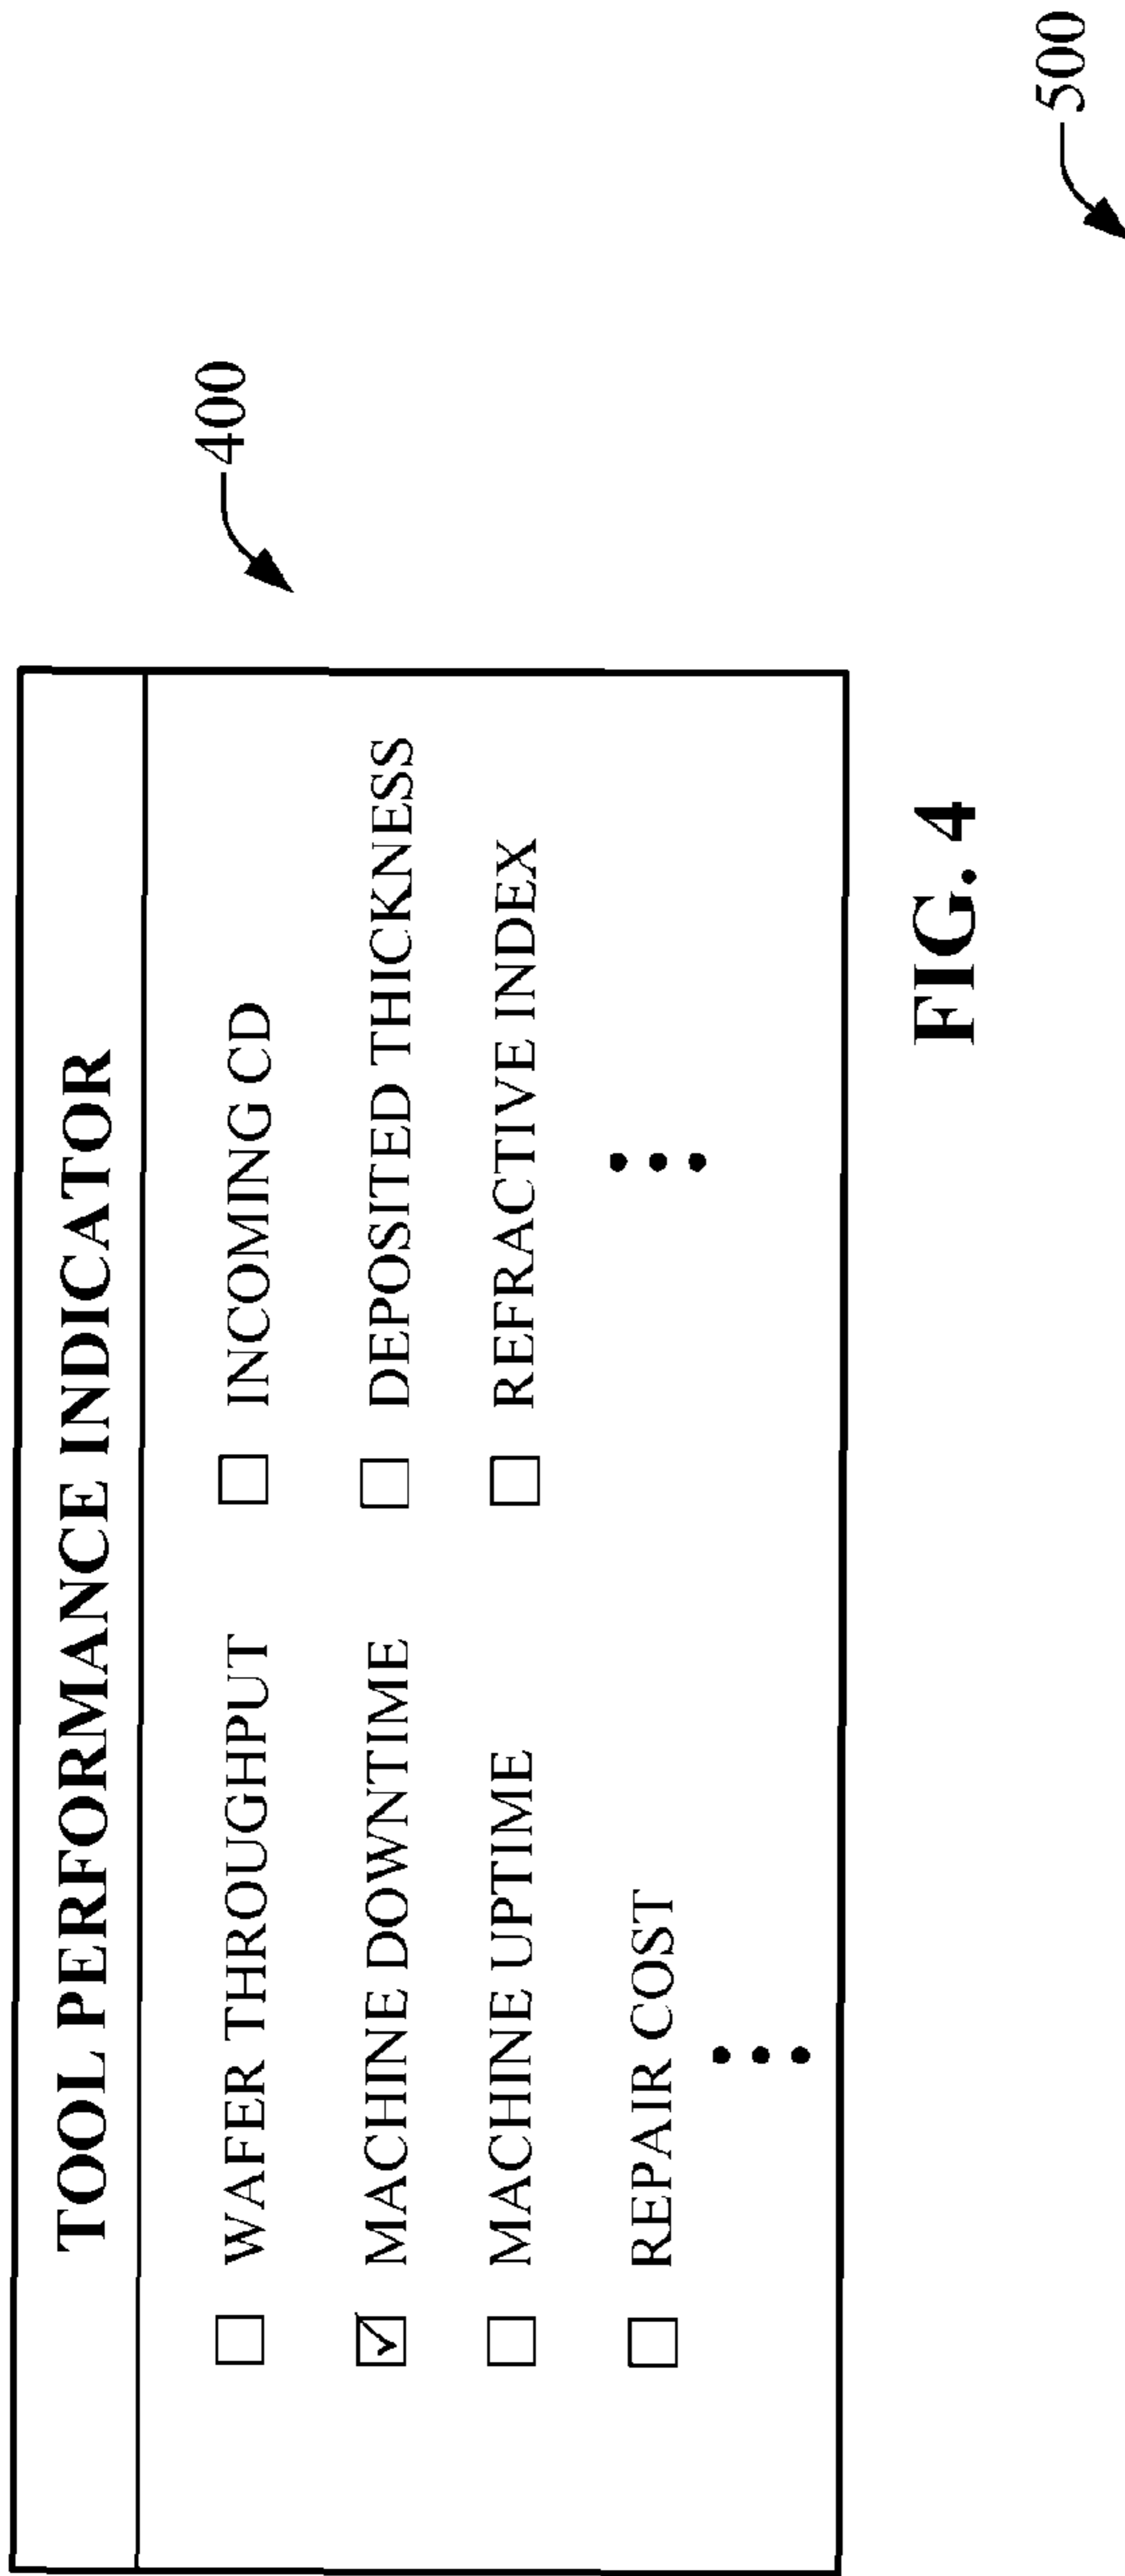 TOOL PERFORMANCE INDICATOR
WAFER THROUGHPUT
INCOMING CD
MACHINE DOWNTIME
DEPOSITED THICKNESS
MACHINE UPTIME
REFRACTIVE INDEX
REPAIR COST
400
FIG. 4
500